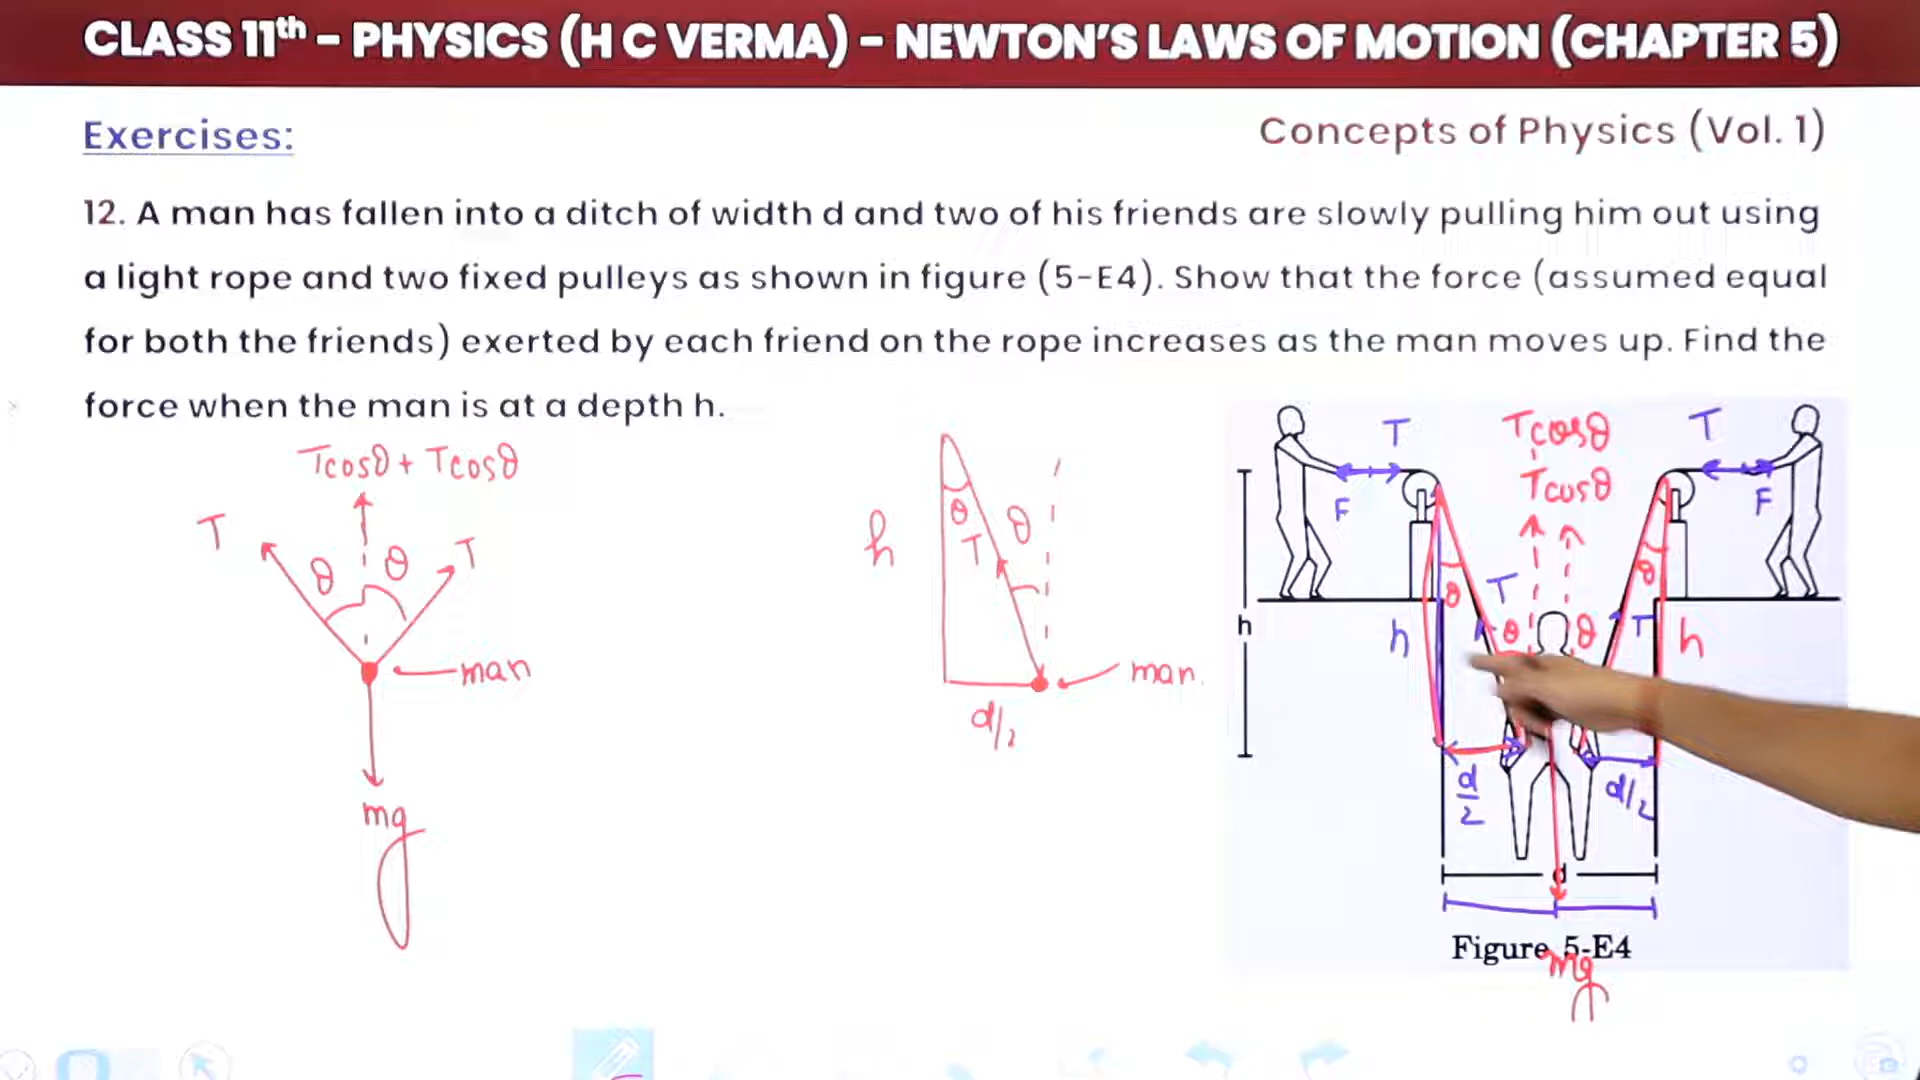 CLASS 11th - PHYSICS (H C VERMA) - NEWTON'S LAWS OF MOTION (CHAPTER 5)
Exercises:
Concepts of Physics (Vol. 1)
12. A man has fallen into a ditch of width d and two of his friends are slowly pulling him out using
a light rope and two fixed pulleys as shown in figure (5-E4). Show that the force (assumed equal
for both the friends) exerted by each friend on the rope increases as the man moves up. Find the
force when the man is at a depth h.
Tcosθ + Tcosθ
T
θ
θ
T
man
mg
h
θ
T
θ
man
d/2
T
Tcosθ
T
F
Tcosθ
F
θ
T
θ
h
h
θ
θ
T
h
d/2
d/2
d
Figure 5-E4
mg